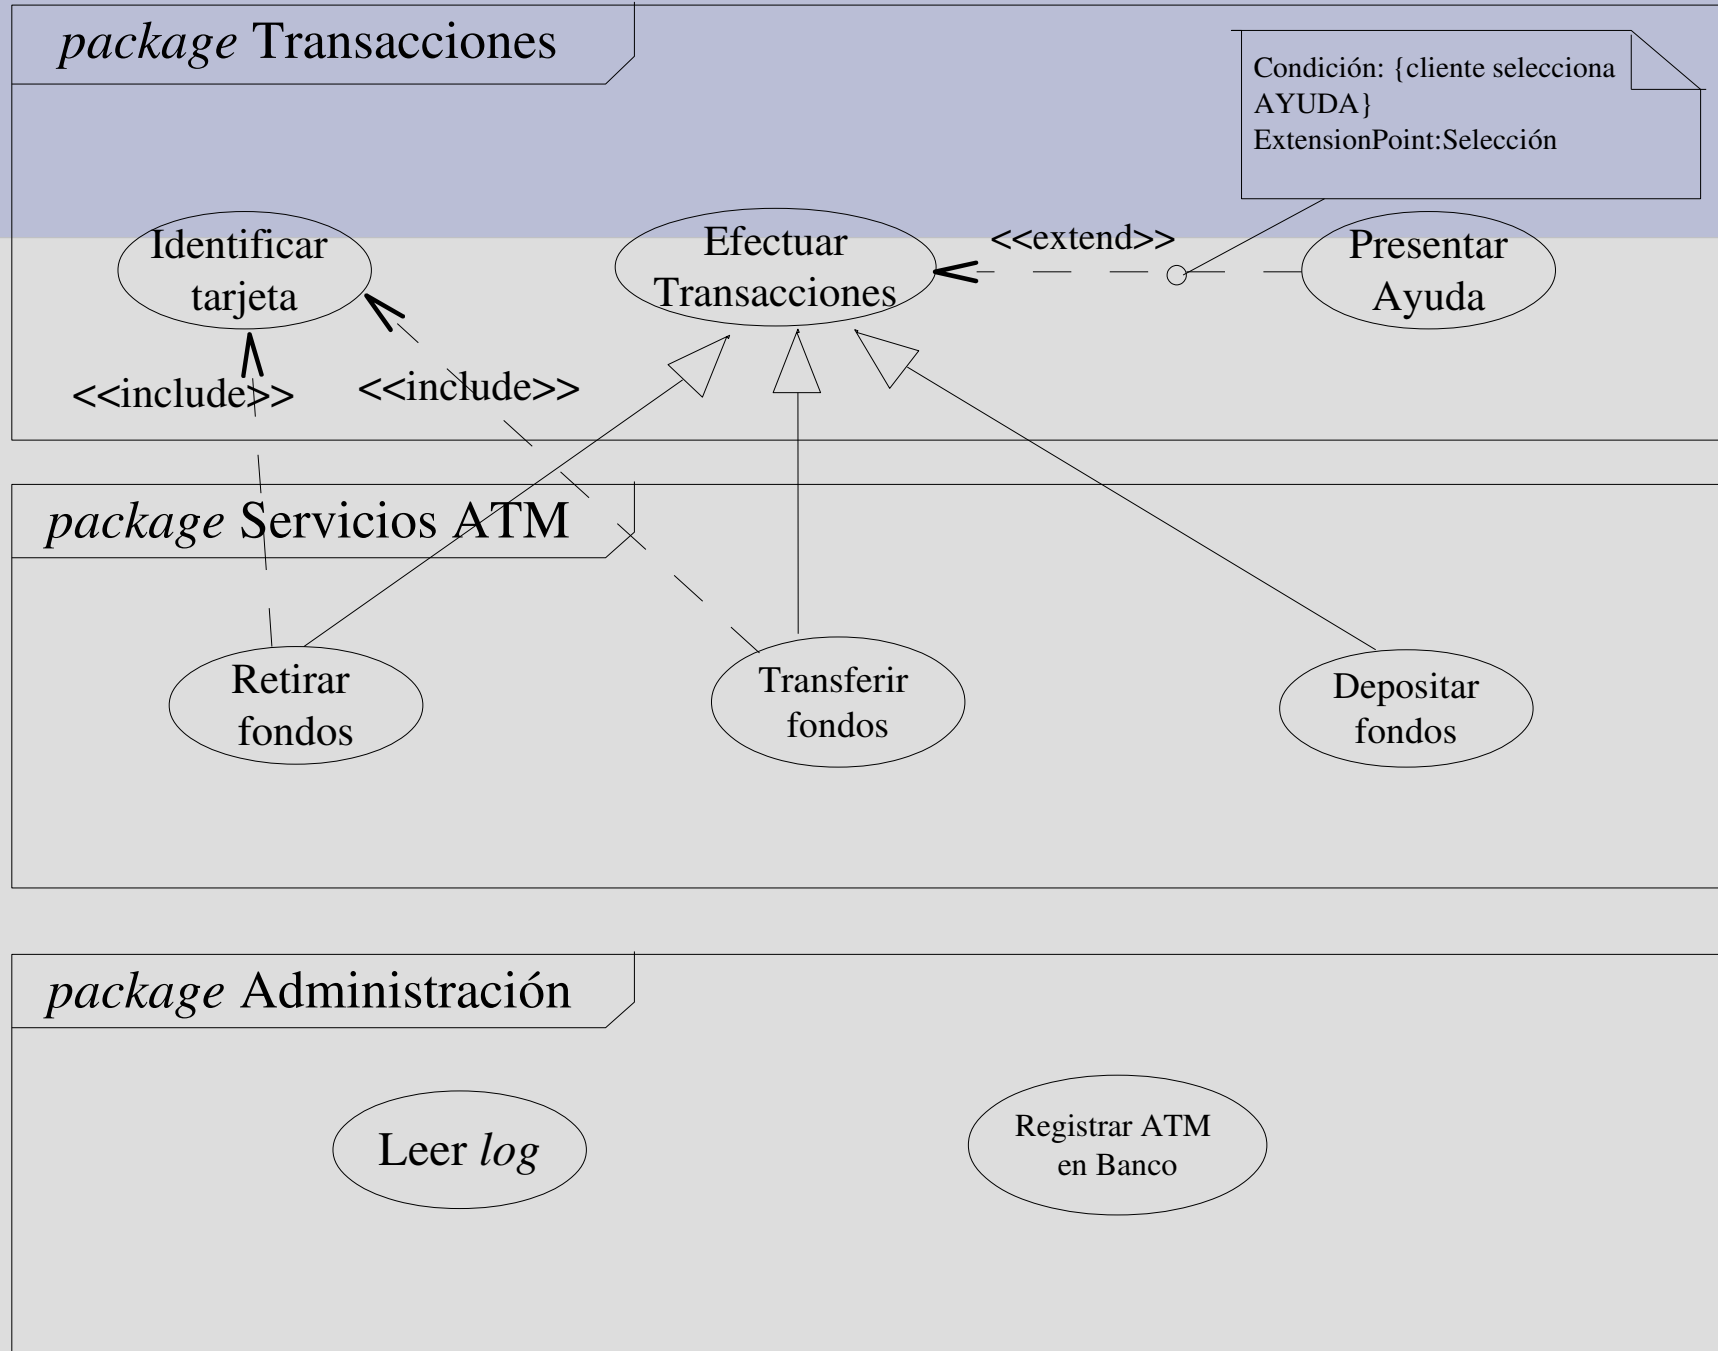 package Transacciones
Condición: {cliente selecciona
AYUDA}
ExtensionPoint:Selección
Identificar
tarjeta
Efectuar
Transacciones
<<extend>>
Presentar
Ayuda
<<include>>
<<include>>
package Servicios ATM
Retirar
fondos
Transferir
fondos
Depositar
fondos
package Administración
Leer log
Registrar ATM
en Banco